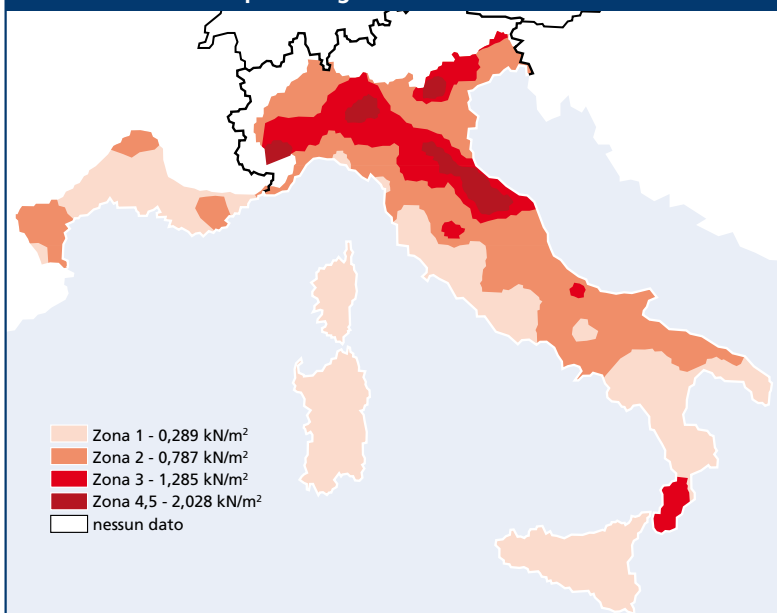 Zona 1 - 0,289 kN/m²
Zona 2 - 0,787 kN/m²
Zona 3 - 1,285 kN/m²
Zona 4,5 - 2,028 kN/m²
nessun dato